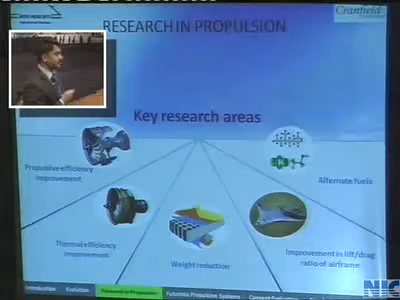 RESEARCH IN PROPULSION
Cranfield
Key research areas
Propulsive efficiency
improvement
Alternate fuels
Thermal efficiency
improvement
Weight reduction
Improvement in lift/drag
ratio of airframe
Introduction Evolution Research in Propulsion Futuristic Propulsive Systems
NIC